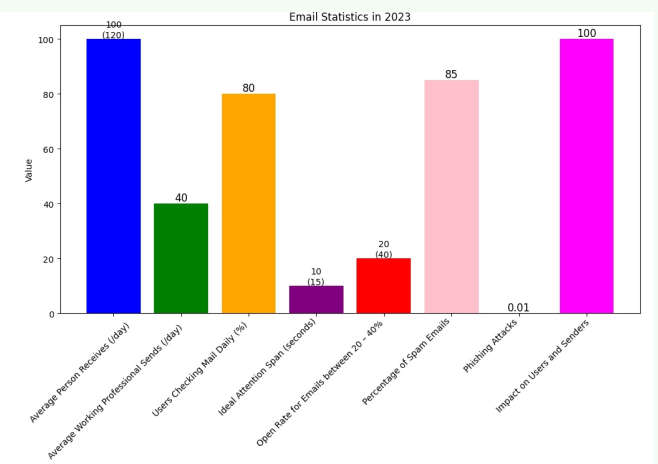 Email Statistics in 2023
100
(120)
40
80
10
(15)
20
(40)
85
0.01
100
Value
100
80
60
40
20
0
Average Person Receives (/day)
Average Working Professional Sends (/day)
Users Checking Mail Daily (%)
Ideal Attention Span (seconds)
Open Rate for Emails between 20 – 40%
Percentage of Spam Emails
Phishing Attacks
Impact on Users and Senders